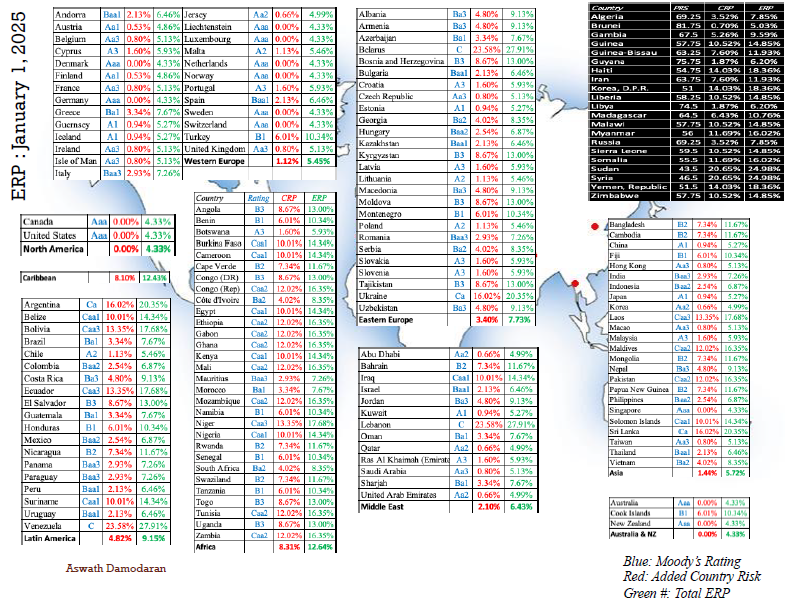 ERP : January 1, 2025
Andorra Baa1 2.13% 6.46% Jersey Aa2 0.66% 4.99%
Austria Aa1 0.53% 4.86% Liechtenstein Aaa 0.00% 4.33%
Belgium Aa3 0.80% 5.13% Luxembourg Aaa 0.00% 4.33%
Cyprus A3 1.60% 5.93% Malta A2 1.13% 5.46%
Denmark Aaa 0.00% 4.33% Netherlands Aaa 0.00% 4.33%
Finland Aa1 0.53% 4.86% Norway Aaa 0.00% 4.33%
France Aa3 0.80% 5.13% Portugal A3 1.60% 5.93%
Germany Aaa 0.00% 4.33% Spain Baa1 2.13% 6.46%
Greece Ba1 3.34% 7.67% Sweden Aaa 0.00% 4.33%
Guernsey A1 0.94% 5.27% Switzerland Aaa 0.00% 4.33%
Iceland A1 0.94% 5.27% Turkey B1 6.01% 10.34%
Ireland Aa3 0.80% 5.13% United Kingdom Aa3 0.80% 5.13%
Isle of Man Aa3 0.80% 5.13% Western Europe 1.12% 5.45%
Italy Baa3 2.93% 7.26%
Canada Aaa 0.00% 4.33%
United States Aaa 0.00% 4.33%
North America 0.00% 4.33%
Caribbean 8.10% 12.43%
Argentina Ca 16.02% 20.35%
Belize Caa1 10.01% 14.34%
Bolivia Caa3 13.35% 17.68%
Brazil Ba1 3.34% 7.67%
Chile A2 1.13% 5.46%
Colombia Baa2 2.54% 6.87%
Costa Rica Ba3 4.80% 9.13%
Ecuador Caa3 13.35% 17.68%
El Salvador B3 8.67% 13.00%
Guatemala Ba1 3.34% 7.67%
Honduras B1 6.01% 10.34%
Mexico Baa2 2.54% 6.87%
Nicaragua B2 7.34% 11.67%
Panama Baa3 2.93% 7.26%
Paraguay Baa3 2.93% 7.26%
Peru Baa1 2.13% 6.46%
Suriname Caa1 10.01% 14.34%
Uruguay Baa1 2.13% 6.46%
Venezuela C 23.58% 27.91%
Latin America 4.82% 9.15%
Aswath Damodaran
Country Rating CRP ERP
Angola B3 8.67% 13.00%
Benin B1 6.01% 10.34%
Botswana A3 1.60% 5.93%
Burkina Faso Caa1 10.01% 14.34%
Cameroon Caa1 10.01% 14.34%
Cape Verde B2 7.34% 11.67%
Congo (DR) B3 8.67% 13.00%
Congo (Rep) Caa2 12.02% 16.35%
Côte d'Ivoire Ba2 4.02% 8.35%
Egypt Caa1 10.01% 14.34%
Ethiopia Caa2 12.02% 16.35%
Gabon Caa2 12.02% 16.35%
Ghana Caa2 12.02% 16.35%
Kenya Caa1 10.01% 14.34%
Mali Caa2 12.02% 16.35%
Mauritius Baa3 2.93% 7.26%
Morocco Ba1 3.34% 7.67%
Mozambique Caa2 12.02% 16.35%
Namibia B1 6.01% 10.34%
Niger Caa3 13.35% 17.68%
Nigeria Caa1 10.01% 14.34%
Rwanda B2 7.34% 11.67%
Senegal B1 6.01% 10.34%
South Africa Ba2 4.02% 8.35%
Swaziland B2 7.34% 11.67%
Tanzania B1 6.01% 10.34%
Togo B3 8.67% 13.00%
Tunisia Caa2 12.02% 16.35%
Uganda B3 8.67% 13.00%
Zambia Caa2 12.02% 16.35%
Africa 8.31% 12.64%
Albania Ba3 4.80% 9.13%
Armenia Ba3 4.80% 9.13%
Azerbaijan Ba1 3.34% 7.67%
Belarus C 23.58% 27.91%
Bosnia and Herzegovina B3 8.67% 13.00%
Bulgaria Baa1 2.13% 6.46%
Croatia A3 1.60% 5.93%
Czech Republic Aa3 0.80% 5.13%
Estonia A1 0.94% 5.27%
Georgia Ba2 4.02% 8.35%
Hungary Baa2 2.54% 6.87%
Kazakhstan Baa1 2.13% 6.46%
Kyrgyzstan B3 8.67% 13.00%
Latvia A3 1.60% 5.93%
Lithuania A2 1.13% 5.46%
Macedonia Ba3 4.80% 9.13%
Moldova B3 8.67% 13.00%
Montenegro B1 6.01% 10.34%
Poland A2 1.13% 5.46%
Romania Baa3 2.93% 7.26%
Serbia Ba2 4.02% 8.35%
Slovakia A3 1.60% 5.93%
Slovenia A3 1.60% 5.93%
Tajikistan B3 8.67% 13.00%
Ukraine Ca 16.02% 20.35%
Uzbekistan Ba3 4.80% 9.13%
Eastern Europe 3.40% 7.73%
Abu Dhabi Aa2 0.66% 4.99%
Bahrain B2 7.34% 11.67%
Iraq Caa1 10.01% 14.34%
Israel Baa1 2.13% 6.46%
Jordan Ba3 4.80% 9.13%
Kuwait A1 0.94% 5.27%
Lebanon C 23.58% 27.91%
Oman Ba1 3.34% 7.67%
Qatar Aa2 0.66% 4.99%
Ras Al Khaimah (Emirate A3 1.60% 5.93%
Saudi Arabia Aa3 0.80% 5.13%
Sharjah Ba1 3.34% 7.67%
United Arab Emirates Aa2 0.66% 4.99%
Middle East 2.10% 6.43%
Country PRS CRP ERP
Algeria 69.25 3.52% 7.85%
Brunei 81.75 0.70% 5.03%
Gambia 67.5 5.26% 9.59%
Guinea 57.75 10.52% 14.85%
Guinea-Bissau 63.25 7.60% 11.93%
Guyana 75.75 1.87% 6.20%
Haiti 54.75 14.03% 18.36%
Iran 63.75 7.60% 11.93%
Korea, D.P.R. 51 14.03% 18.36%
Liberia 58.25 10.52% 14.85%
Libya 74.5 1.87% 6.20%
Madagascar 64.5 6.43% 10.76%
Malawi 57.75 10.52% 14.85%
Myanmar 56 11.69% 16.02%
Russia 69.25 3.52% 7.85%
Sierra Leone 59.5 10.52% 14.85%
Somalia 55.5 11.69% 16.02%
Sudan 43.5 20.65% 24.98%
Syria 46.5 20.65% 24.98%
Yemen, Republic 51.5 14.03% 18.36%
Zimbabwe 57.75 10.52% 14.85%
Bangladesh B2 7.34% 11.67%
Cambodia B2 7.34% 11.67%
China A1 0.94% 5.27%
Fiji B1 6.01% 10.34%
Hong Kong Aa3 0.80% 5.13%
India Baa3 2.93% 7.26%
Indonesia Baa2 2.54% 6.87%
Japan A1 0.94% 5.27%
Korea Aa2 0.66% 4.99%
Laos Caa3 13.35% 17.68%
Macao Aa3 0.80% 5.13%
Malaysia A3 1.60% 5.93%
Maldives Caa2 12.02% 16.35%
Mongolia B2 7.34% 11.67%
Nepal Ba3 4.80% 9.13%
Pakistan Caa2 12.02% 16.35%
Papua New Guinea B2 7.34% 11.67%
Philippines Baa2 2.54% 6.87%
Singapore Aaa 0.00% 4.33%
Solomon Islands Caa1 10.01% 14.34%
Sri Lanka Ca 16.02% 20.35%
Taiwan Aa3 0.80% 5.13%
Thailand Baa1 2.13% 6.46%
Vietnam Ba2 4.02% 8.35%
Asia 1.44% 5.72%
Australia Aaa 0.00% 4.33%
Cook Islands B1 6.01% 10.34%
New Zealand Aaa 0.00% 4.33%
Australia & NZ 0.00% 4.33%
Blue: Moody's Rating
Red: Added Country Risk
Green #: Total ERP